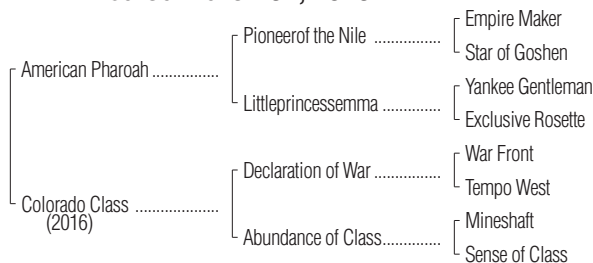 Empire Maker
Pioneerof the Nile ................
Star of Goshen
American Pharoah ................
Yankee Gentleman
Littleprincessemma ..............
Exclusive Rosette
War Front
Declaration of War ................
Tempo West
Colorado Class ....................
(2016)
Mineshaft
Abundance of Class..............
Sense of Class